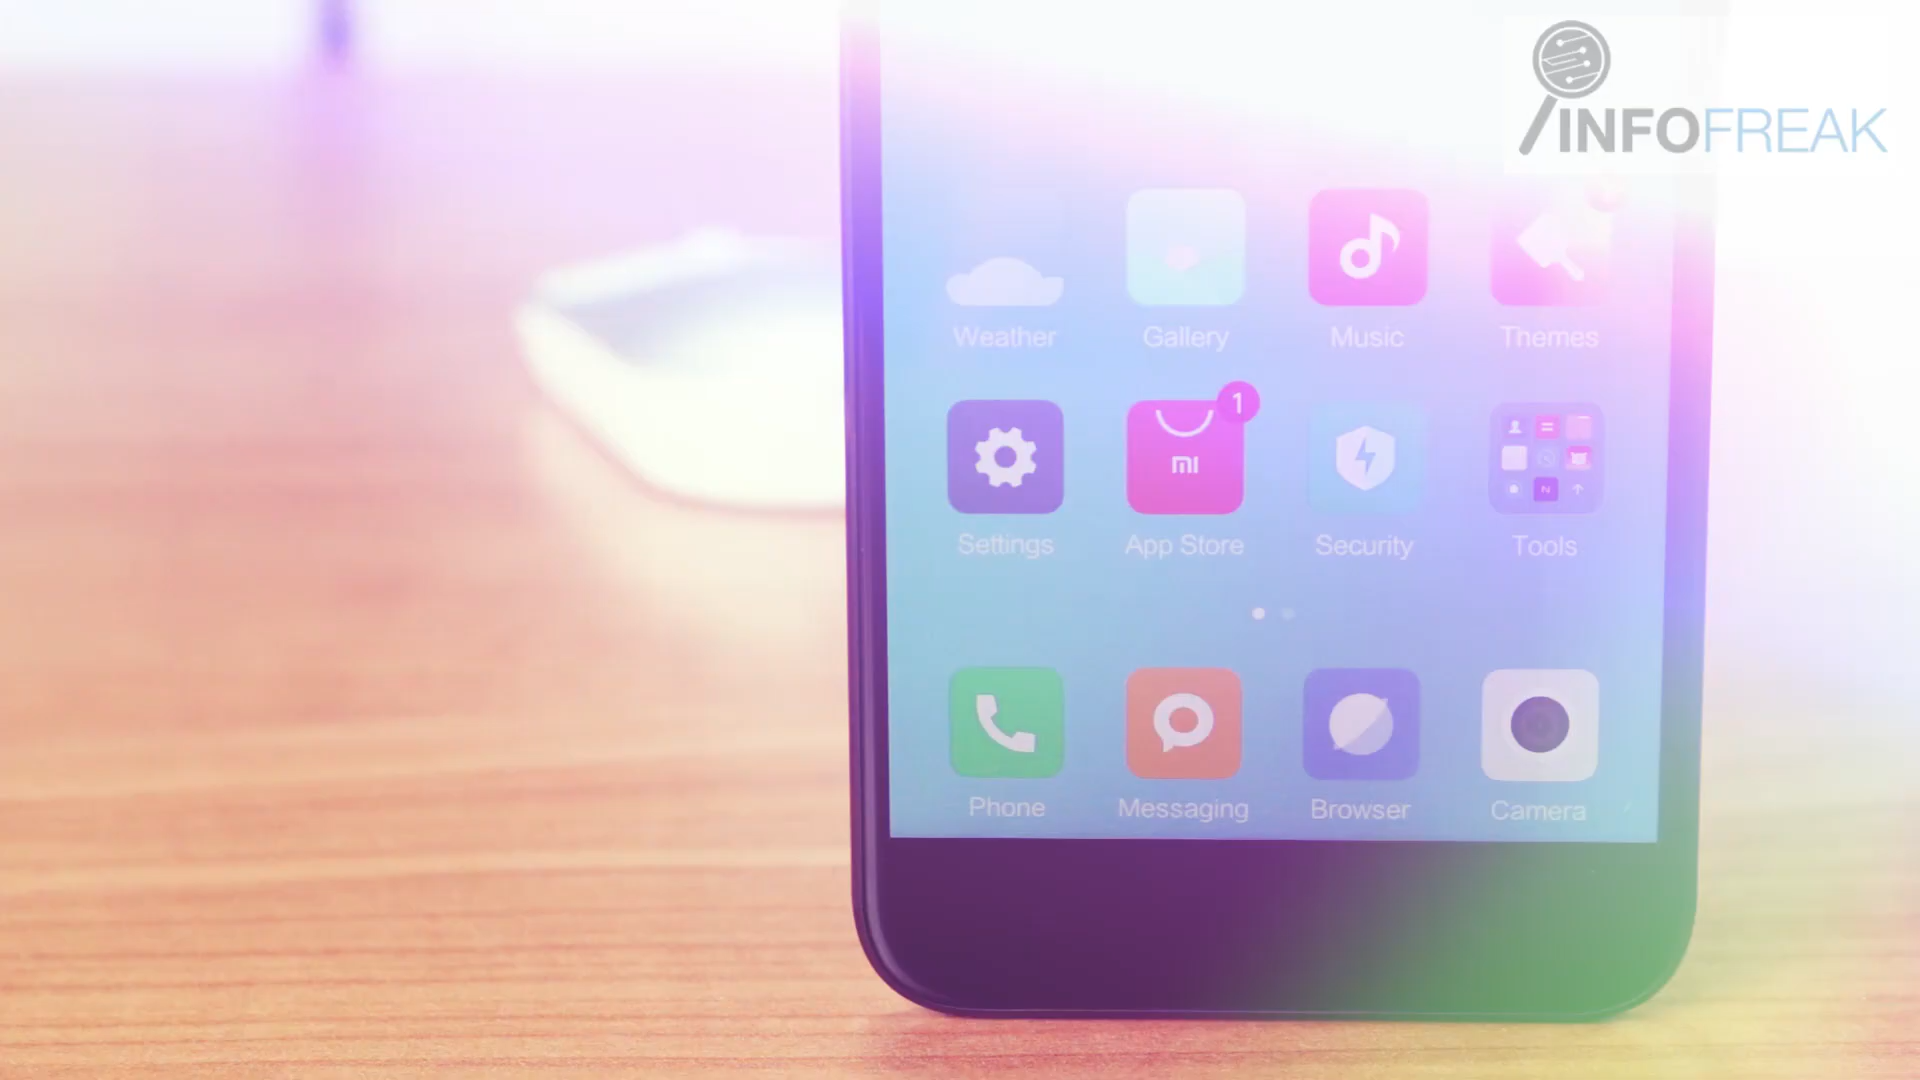 INFOFREAK
Weather Gallery Music Themes
1
mi
Settings App Store Security Tools
Phone Messaging Browser Camera